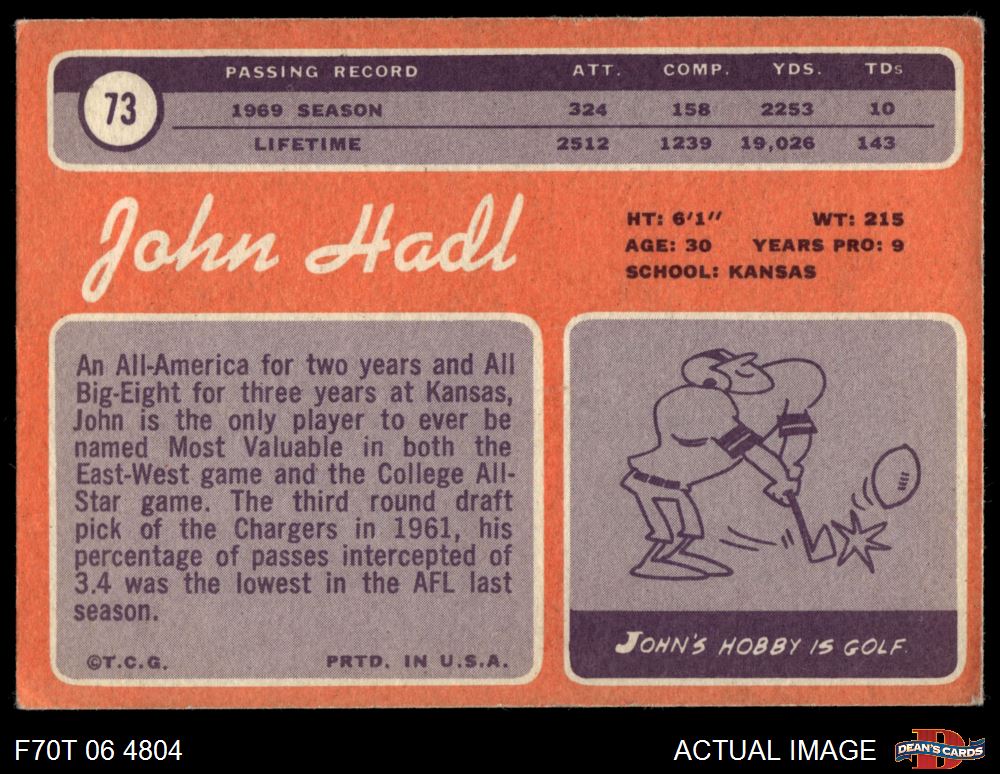 73
PASSING RECORD ATT. COMP. YDS. TDs
1969 SEASON 324 158 2253 10
LIFETIME 2512 1239 19,026 143
John Hadl
HT: 6'1" WT: 215
AGE: 30 YEARS PRO: 9
SCHOOL: KANSAS
An All-America for two years and All
Big-Eight for three years at Kansas,
John is the only player to ever be
named Most Valuable in both the
East-West game and the College All-
Star game. The third round draft
pick of the Chargers in 1961, his
percentage of passes intercepted of
3.4 was the lowest in the AFL last
season.
©T.C.G. PRTD. IN U.S.A.
JOHN'S HOBBY IS GOLF.
F70T 06 4804
ACTUAL IMAGE
DEAN'S CARDS